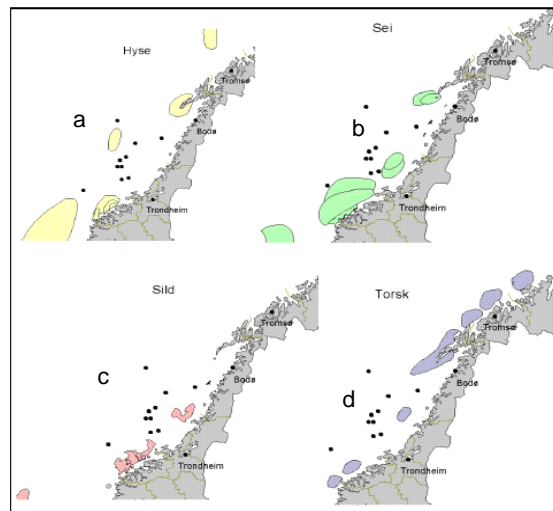 Hyse
Tromsø
a
Bodø
Trondheim
Sei
Tromsø
b
Bodø
Trondheim
Sild
Tromsø
c
Bodø
Trondheim
Torsk
Tromsø
d
Bodø
Trondheim